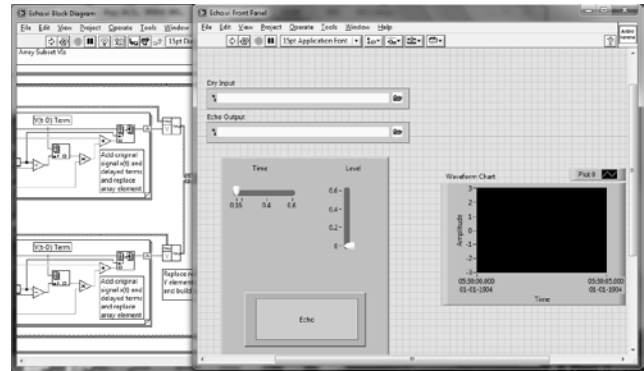 Echo.vi Block Diagram
File Edit View Project Operate Tools Window
15pt
Array Subset VIs
Y(t-D) Term
Add original
signal x(t) and
delayed terms
and replace
array element
Y(t-D) Term
Add original
signal x(t) and
delayed terms
and replace
array element
Replace
Y element
and build
Echo.vi Front Panel
File Edit View Project Operate Tools Window Help
15pt Application Font
Dry Input
Echo Output
Time
0.15 0.4 0.6
Level
0.6
0.4
0.2
0
Echo
Waveform Chart
Plot 0
Amplitude
3
2
1
0
-1
-2
-3
05:30:00.000
01-01-1904
05:30:05.000
01-01-1904
Time